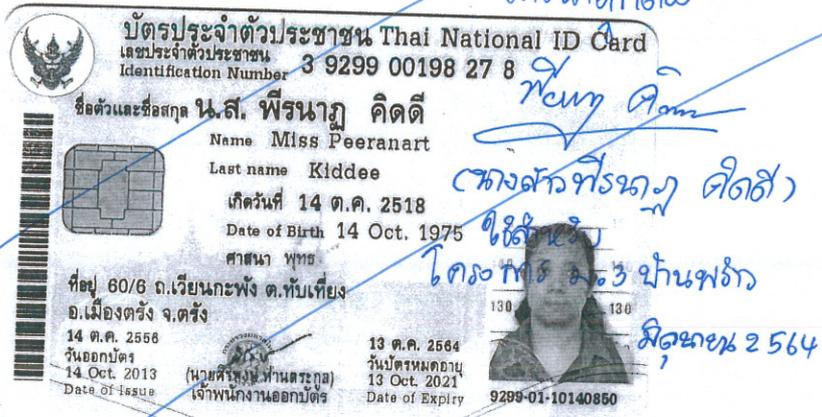 บัตรประจำตัวประชาชน Thai National ID Card
เลขประจำตัวประชาชน
Identification Number 3 9299 00198 27 8
ชื่อตัวและชื่อสกุล น.ส. พีรนาฏ คิดดี
Name Miss Peeranart
Last name Kiddee
(นางสาวพีรนาฏ คิดดี)
เกิดวันที่ 14 ต.ค. 2518
Date of Birth 14 Oct. 1975
ใช้สำหรับ
ศาสนา พุทธ
โครงการ ม.3 บ้านพร้าว
ที่อยู่ 60/6 ถ.เวียนกะพัง ต.ทับเที่ยง
อ.เมืองตรัง จ.ตรัง
130 130
มิถุนายน 2564
14 ต.ค. 2556
วันออกบัตร
14 Oct. 2013
Date of Issue
เจ้าพนักงานออกบัตร
13 ต.ค. 2564
วันบัตรหมดอายุ
13 Oct. 2021
Date of Expiry
9299-01-10140850